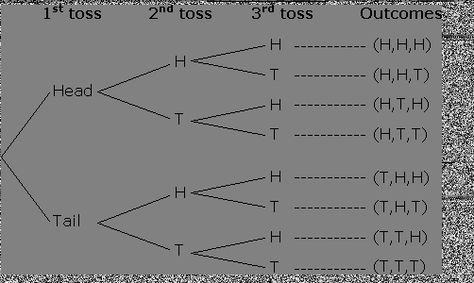 1st toss 2nd toss 3rd toss Outcomes
H ---------- (H,H,H)
H
Head T ---------- (H,H,T)
H ---------- (H,T,H)
T
T ---------- (H,T,T)
H ---------- (T,H,H)
H
T ---------- (T,H,T)
Tail
H ---------- (T,T,H)
T
T ---------- (T,T,T)